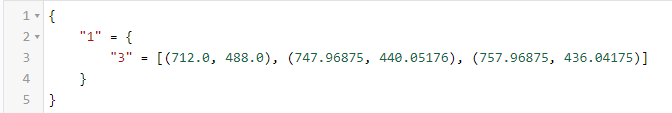 1 {
2 "1" = {
3 "3" = [(712.0, 488.0), (747.96875, 440.05176), (757.96875, 436.04175)]
4 }
5 }